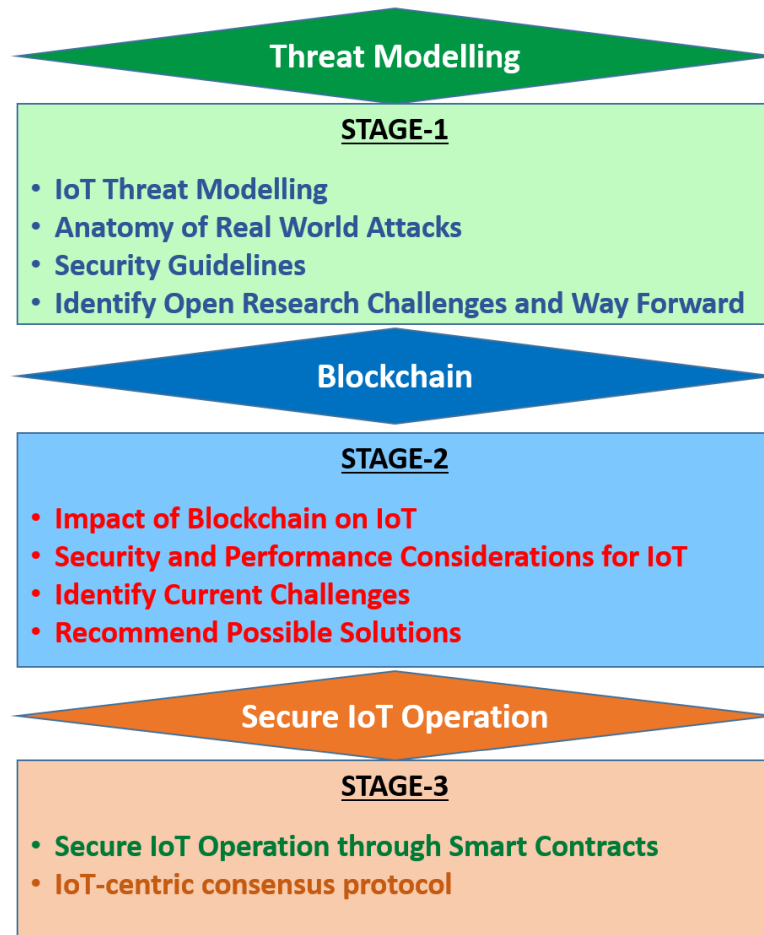 Threat Modelling
STAGE-1
• IoT Threat Modelling
• Anatomy of Real World Attacks
• Security Guidelines
• Identify Open Research Challenges and Way Forward
Blockchain
STAGE-2
• Impact of Blockchain on IoT
• Security and Performance Considerations for IoT
• Identify Current Challenges
• Recommend Possible Solutions
Secure IoT Operation
STAGE-3
• Secure IoT Operation through Smart Contracts
• IoT-centric consensus protocol